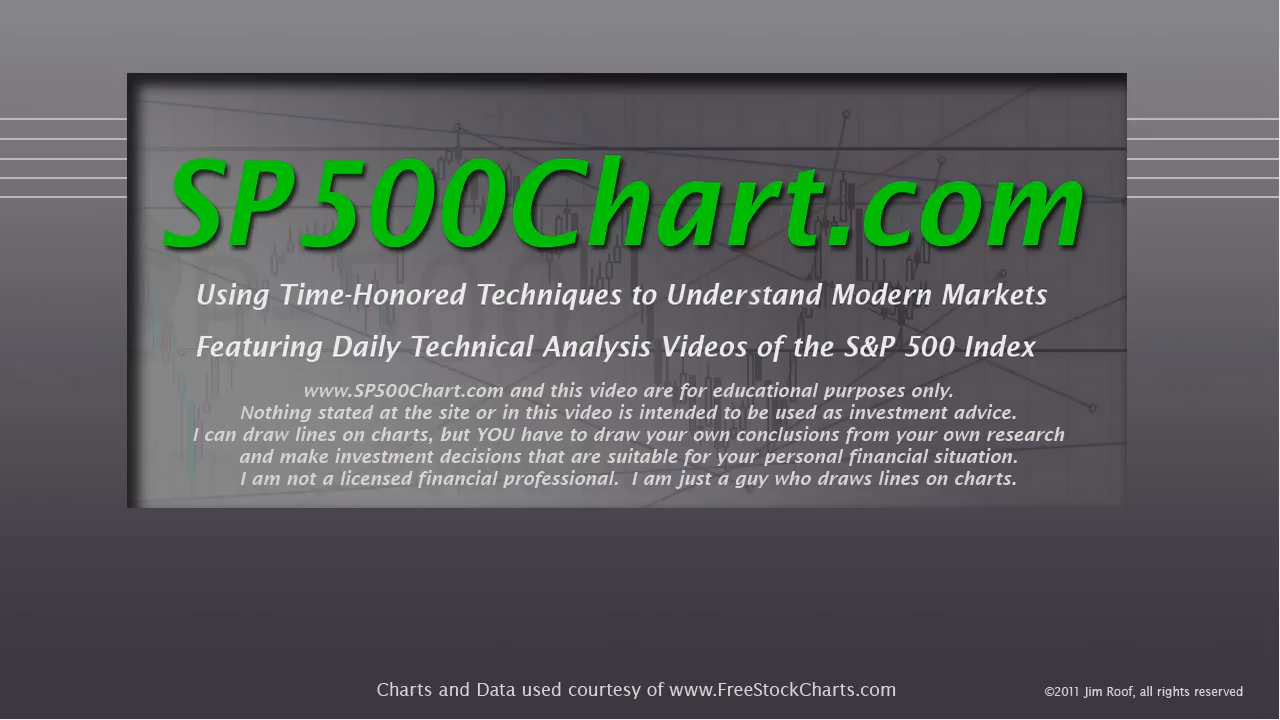 SP500Chart.com
Using Time-Honored Techniques to Understand Modern Markets
Featuring Daily Technical Analysis Videos of the S&P 500 Index
www.SP500Chart.com and this video are for educational purposes only.
Nothing stated at the site or in this video is intended to be used as investment advice.
I can draw lines on charts, but YOU have to draw your own conclusions from your own research
and make investment decisions that are suitable for your personal financial situation.
I am not a licensed financial professional.  I am just a guy who draws lines on charts.
Charts and Data used courtesy of www.FreeStockCharts.com
©2011 Jim Roof, all rights reserved